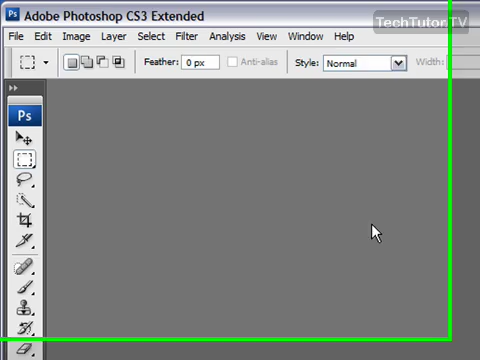 Ps Adobe Photoshop CS3 Extended
TechTutor.TV
File Edit Image Layer Select Filter Analysis View Window Help
Feather: 0 px Anti-alias Style: Normal Width:
Ps